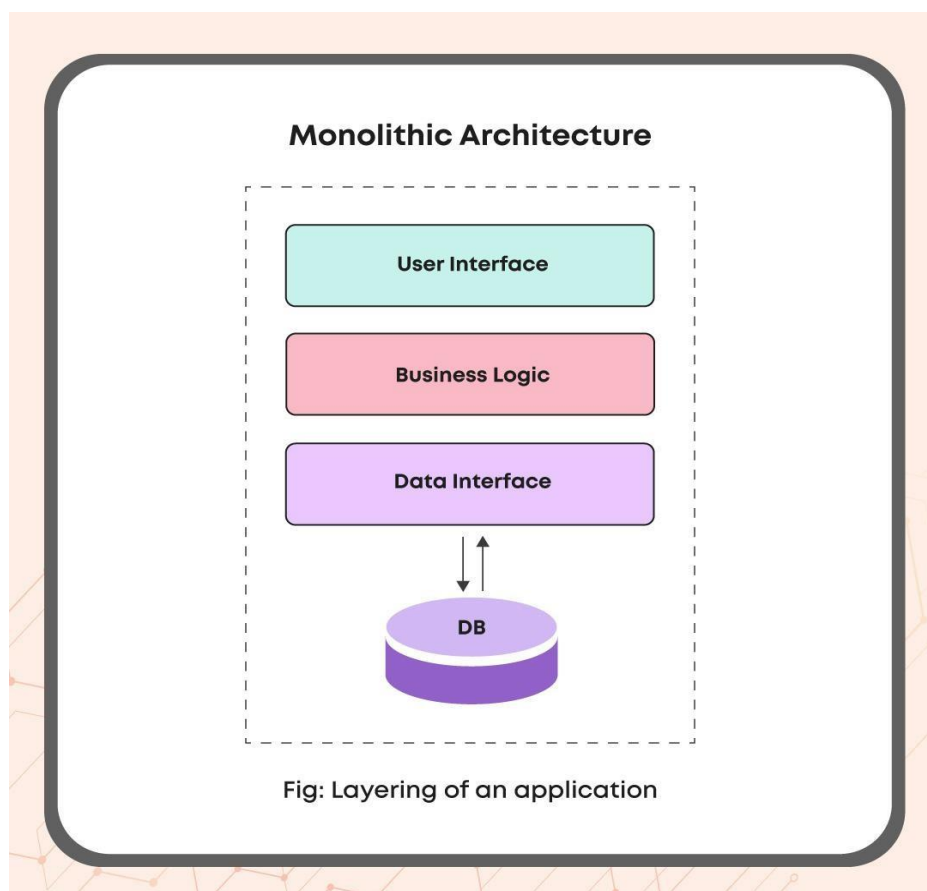 Monolithic Architecture
User Interface
Business Logic
Data Interface
DB
Fig: Layering of an application